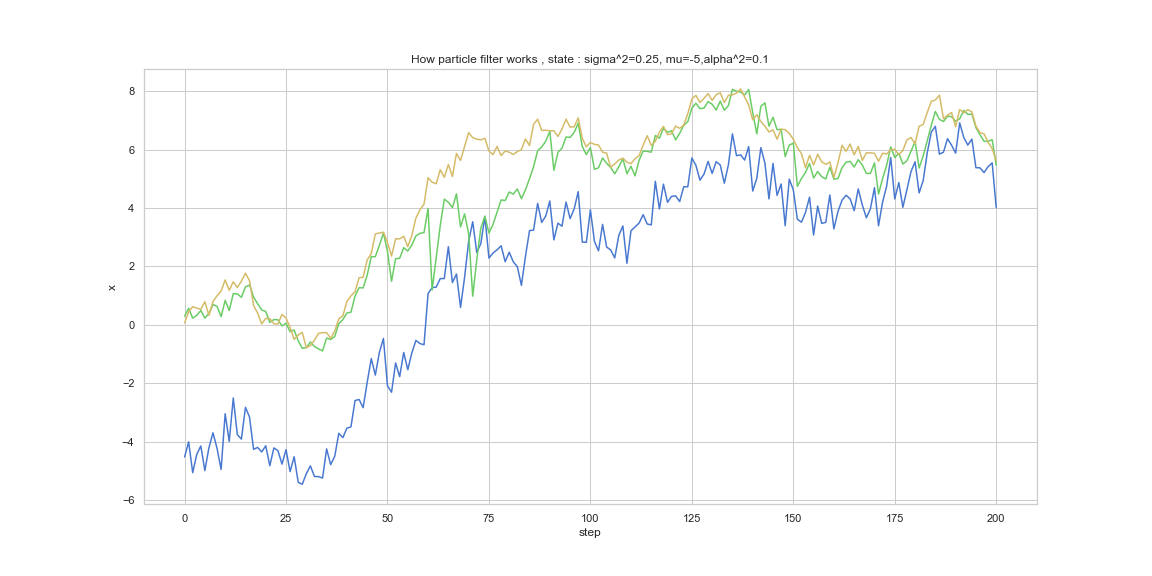 How particle filter works , state : sigma^2=0.25, mu=-5,alpha^2=0.1
8
6
4
2
0
−2
−4
−6
x
0 25 50 75 100 125 150 175 200
step